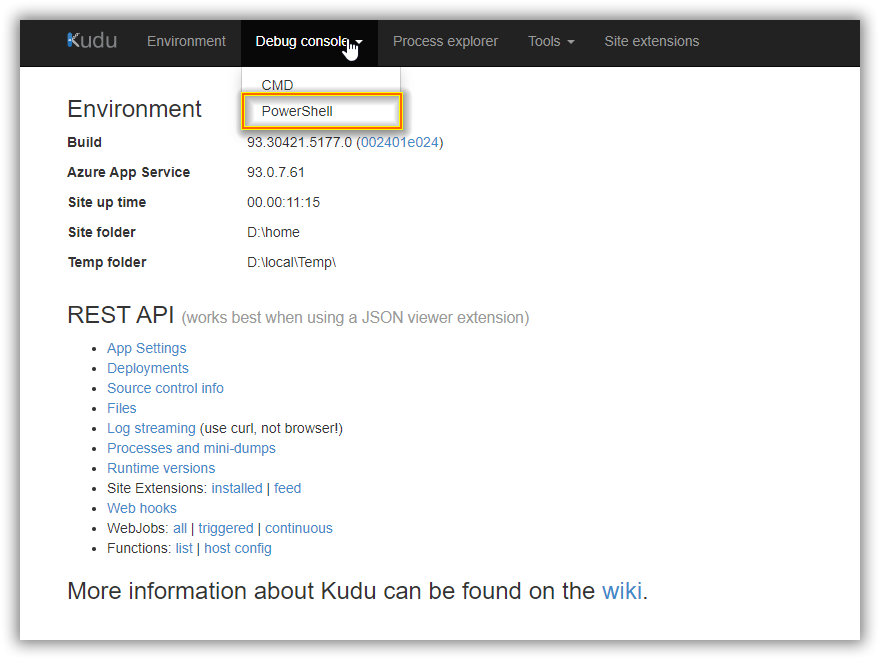 Kudu Environment Debug console Process explorer Tools Site extensions
CMD
PowerShell
Environment
Build 93.30421.5177.0 (002401e024)
Azure App Service 93.0.7.61
Site up time 00.00:11:15
Site folder D:\home
Temp folder D:\local\Temp\
REST API (works best when using a JSON viewer extension)
App Settings
Deployments
Source control info
Files
Log streaming (use curl, not browser!)
Processes and mini-dumps
Runtime versions
Site Extensions: installed | feed
Web hooks
WebJobs: all | triggered | continuous
Functions: list | host config
More information about Kudu can be found on the wiki.